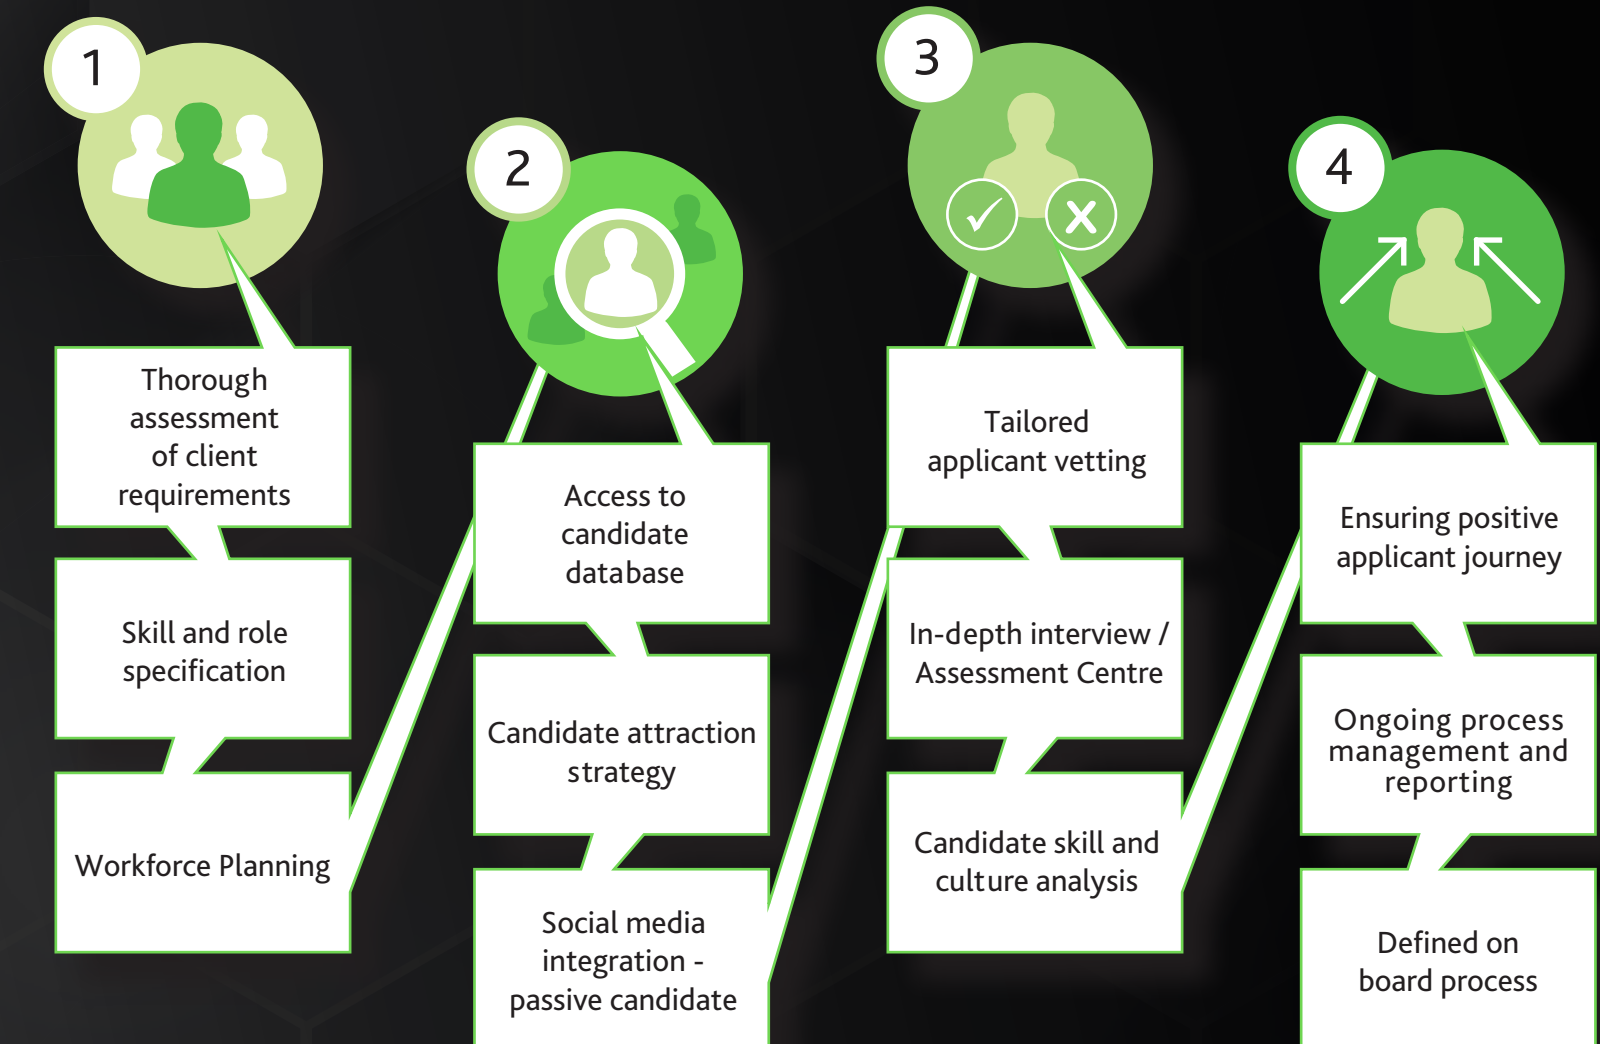 1
Thorough
assessment
of client
requirements
Skill and role
specification
Workforce Planning
2
Access to
candidate
database
Candidate attraction
strategy
Social media
integration -
passive candidate
3
Tailored
applicant vetting
In-depth interview /
Assessment Centre
Candidate skill and
culture analysis
4
Ensuring positive
applicant journey
Ongoing process
management and
reporting
Defined on
board process